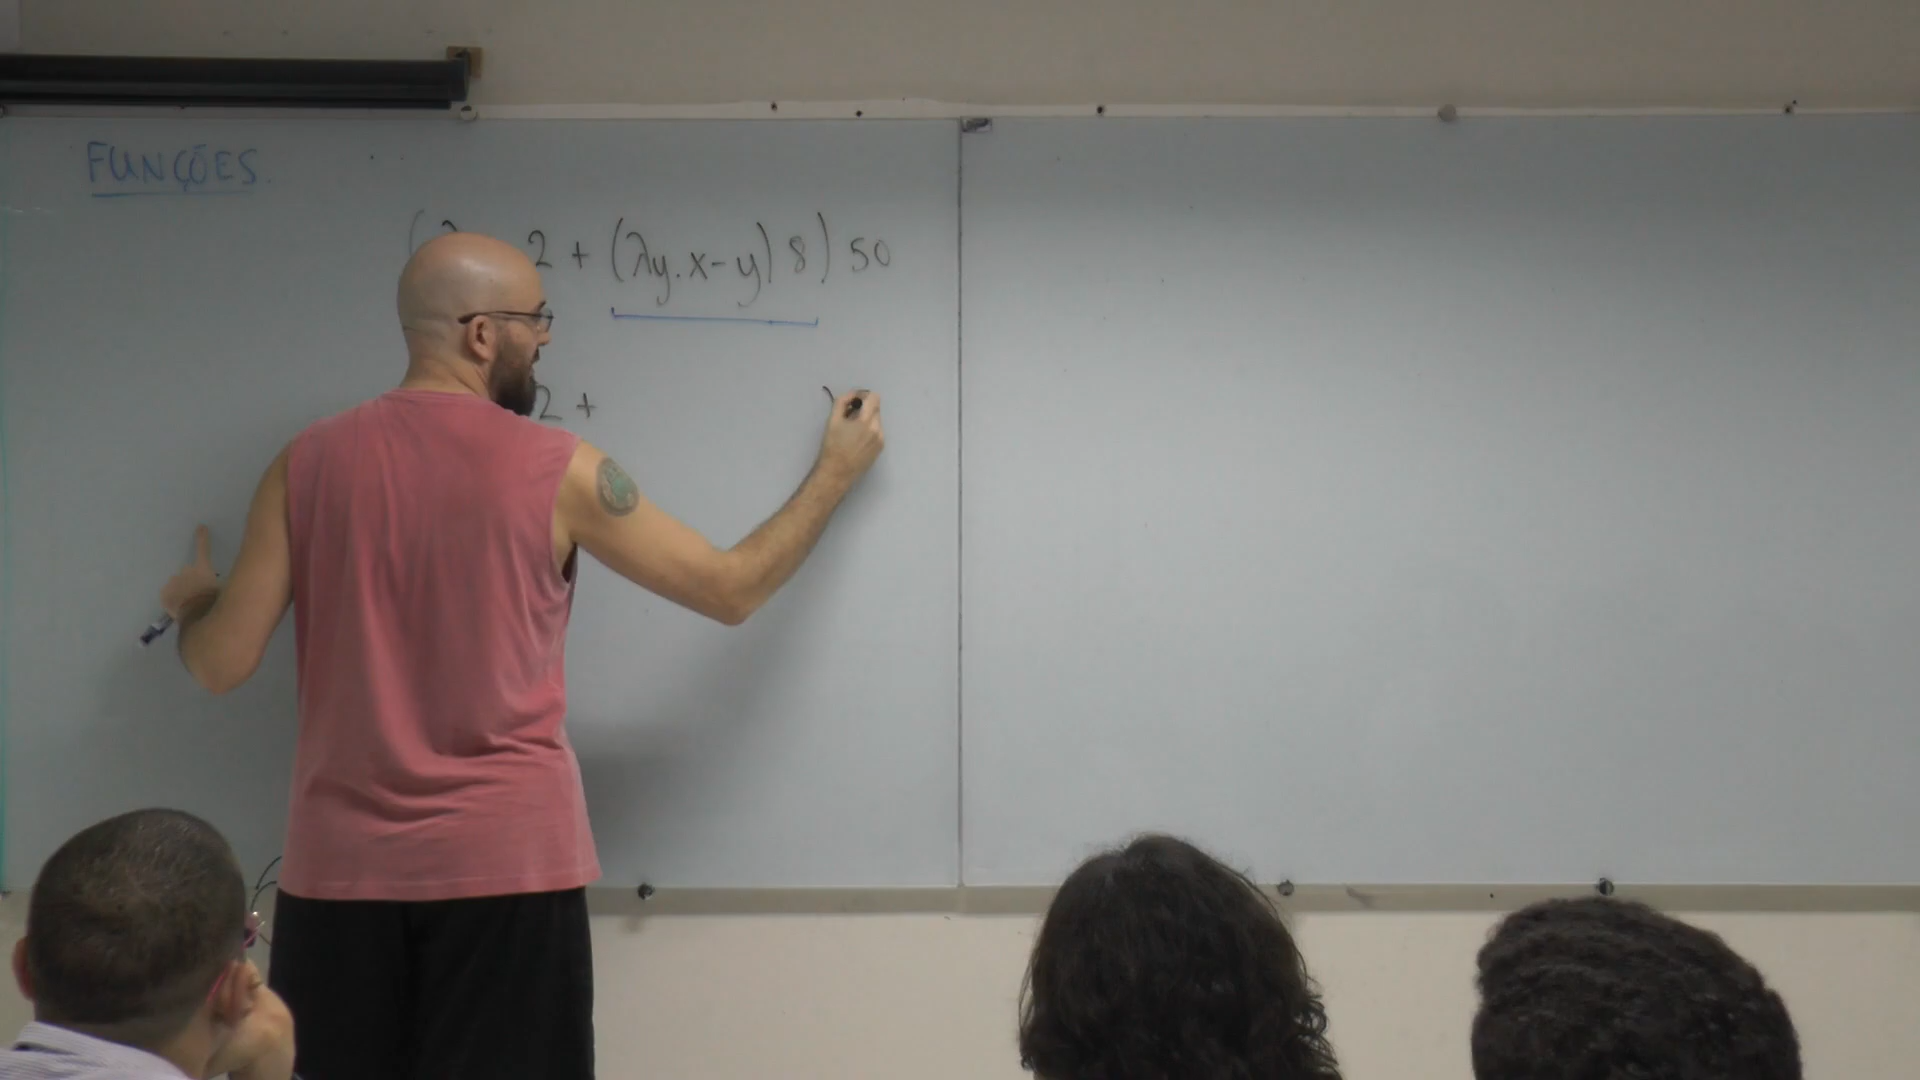 FUNÇÕES.
( 2 + (λy.x-y) 8) 50
2 + )